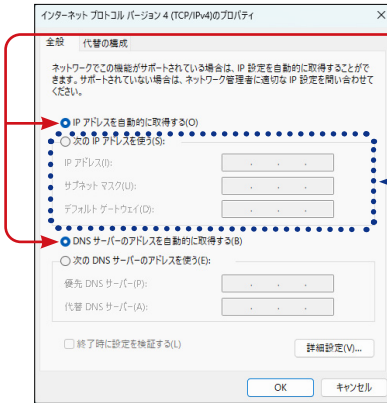 インターネット プロトコル バージョン 4 (TCP/IPv4)のプロパティ
全般 代替の構成
ネットワークでこの機能がサポートされている場合は、IP 設定を自動的に取得することがで
きます。サポートされていない場合は、ネットワーク管理者に適切な IP 設定を問い合わせて
ください。
IP アドレスを自動的に取得する(O)
次の IP アドレスを使う(S):
IP アドレス(I):
サブネット マスク(U):
デフォルト ゲートウェイ(D):
DNS サーバーのアドレスを自動的に取得する(B)
次の DNS サーバーのアドレスを使う(E):
優先 DNS サーバー(P):
代替 DNS サーバー(A):
終了時に設定を検証する(L)
詳細設定(V)...
OK キャンセル